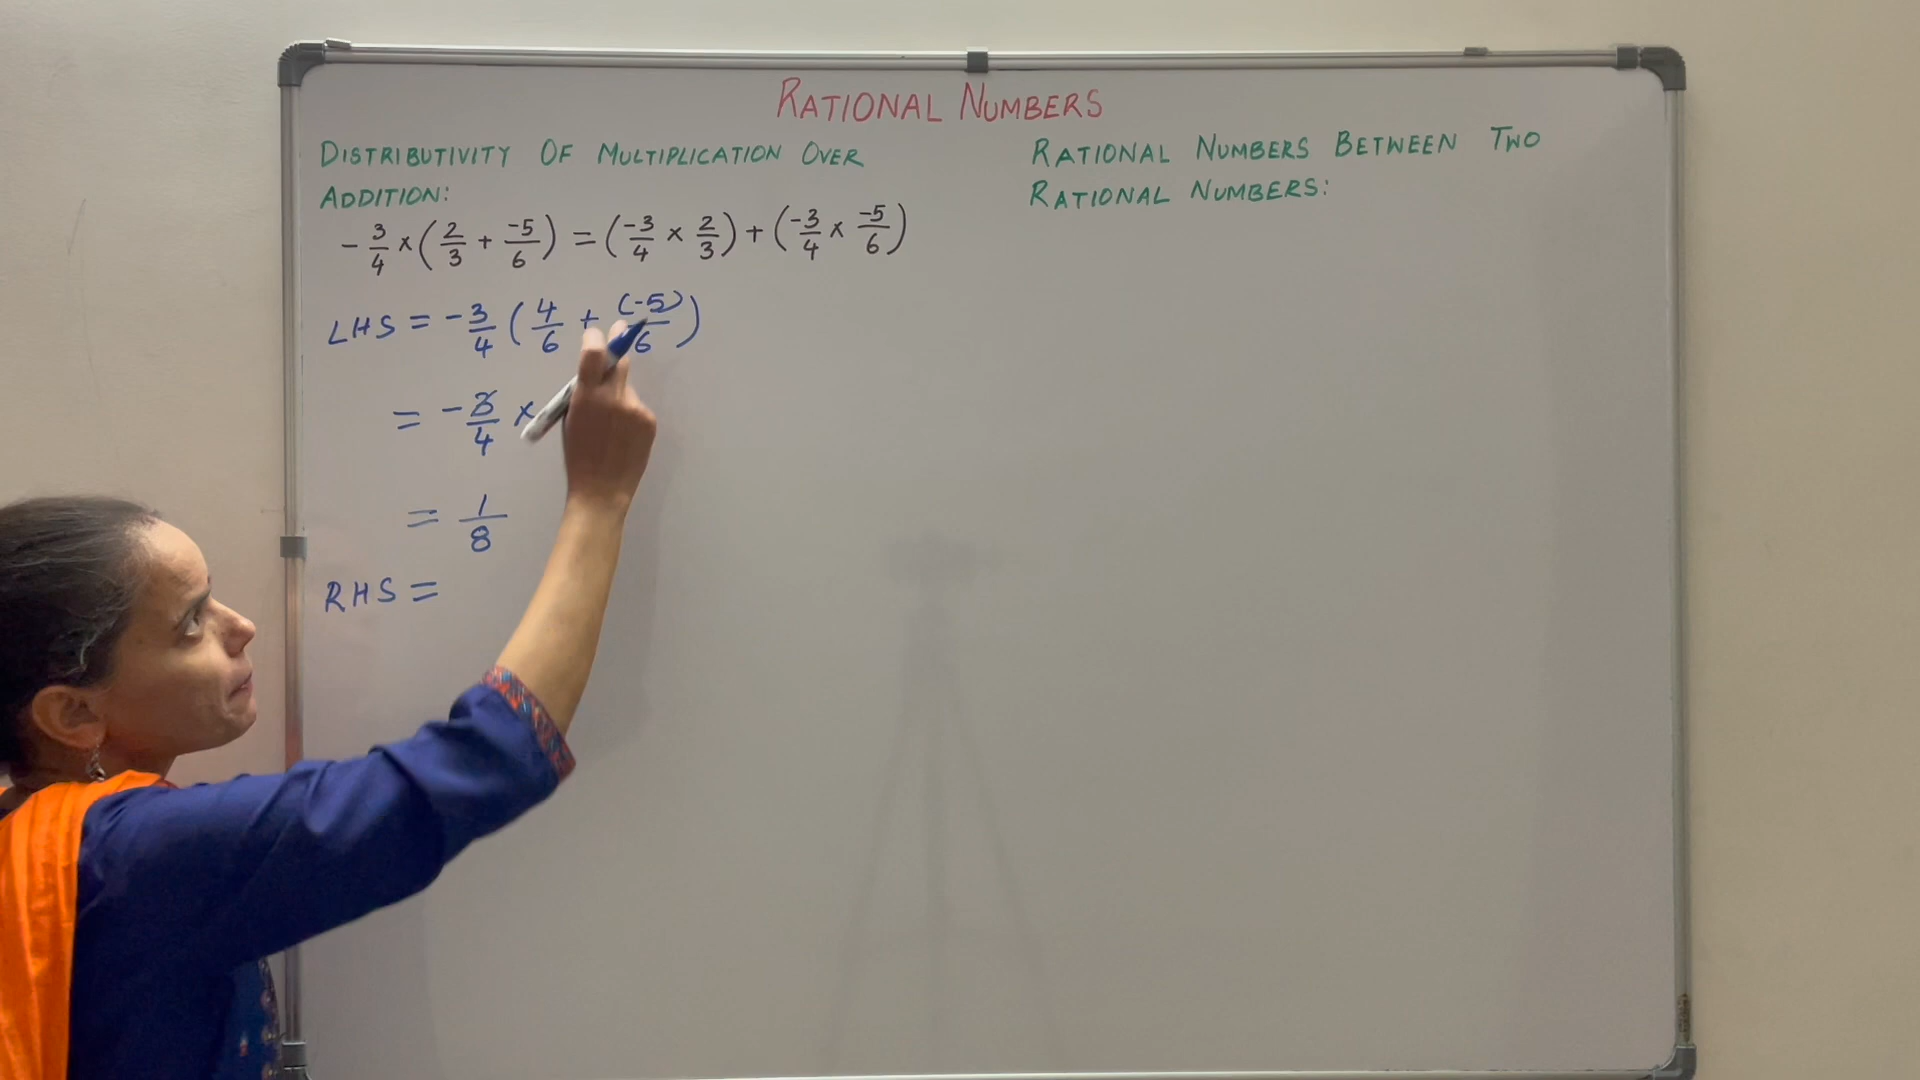 RATIONAL NUMBERS
DISTRIBUTIVITY OF MULTIPLICATION OVER
ADDITION:
-3/4 × (2/3 + -5/6) = (-3/4 × 2/3) + (-3/4 × -5/6)
LHS = -3/4 (4/6 + (-5)/6)
= -3/4 ×
= 1/8
RHS =
RATIONAL NUMBERS BETWEEN TWO
RATIONAL NUMBERS: